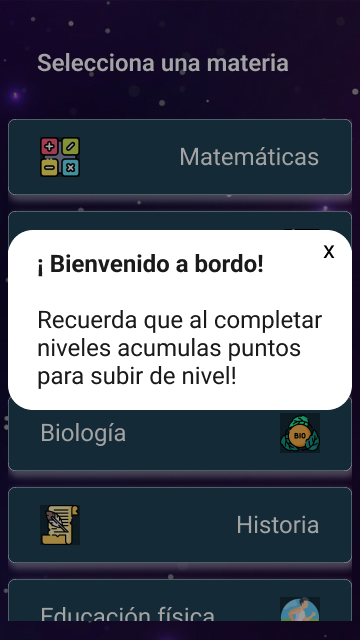 Selecciona una materia
Matemáticas
x
¡ Bienvenido a bordo!
Recuerda que al completar
niveles acumulas puntos
para subir de nivel!
Biología
BIO
Historia
Educación física